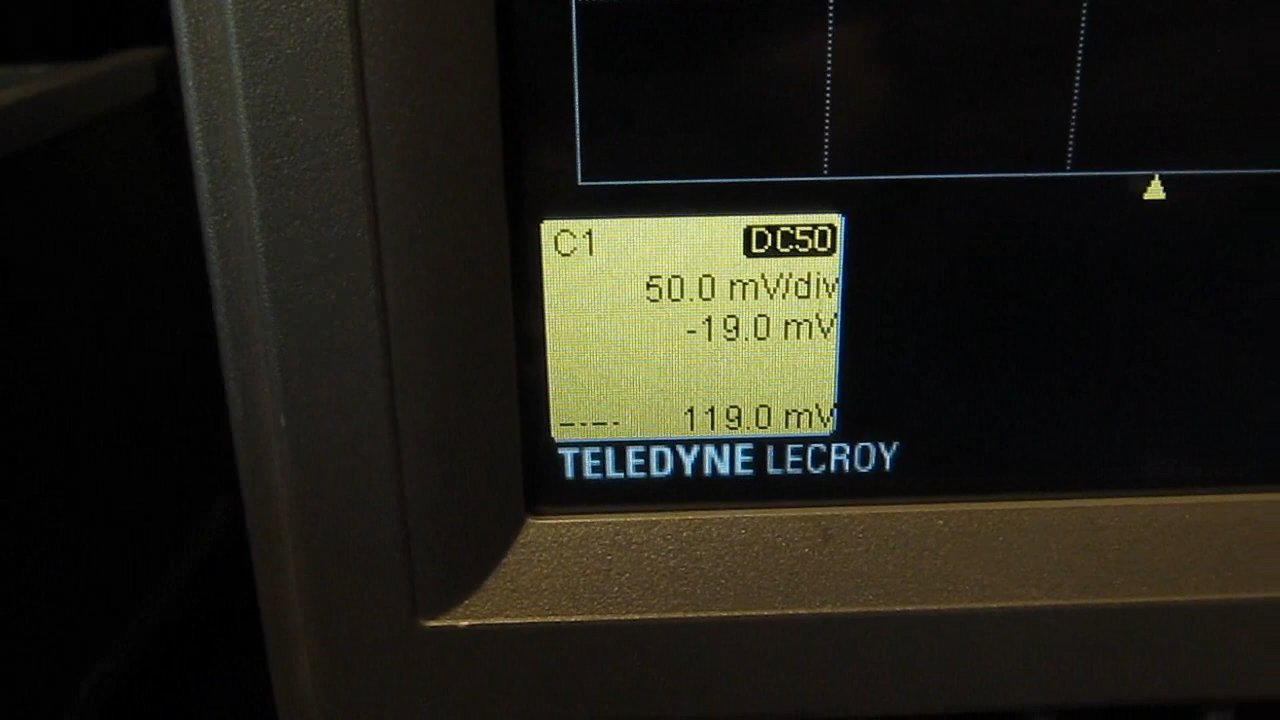 C1 DC50
50.0 mV/div
-19.0 mV
----- 119.0 mV
TELEDYNE LECROY